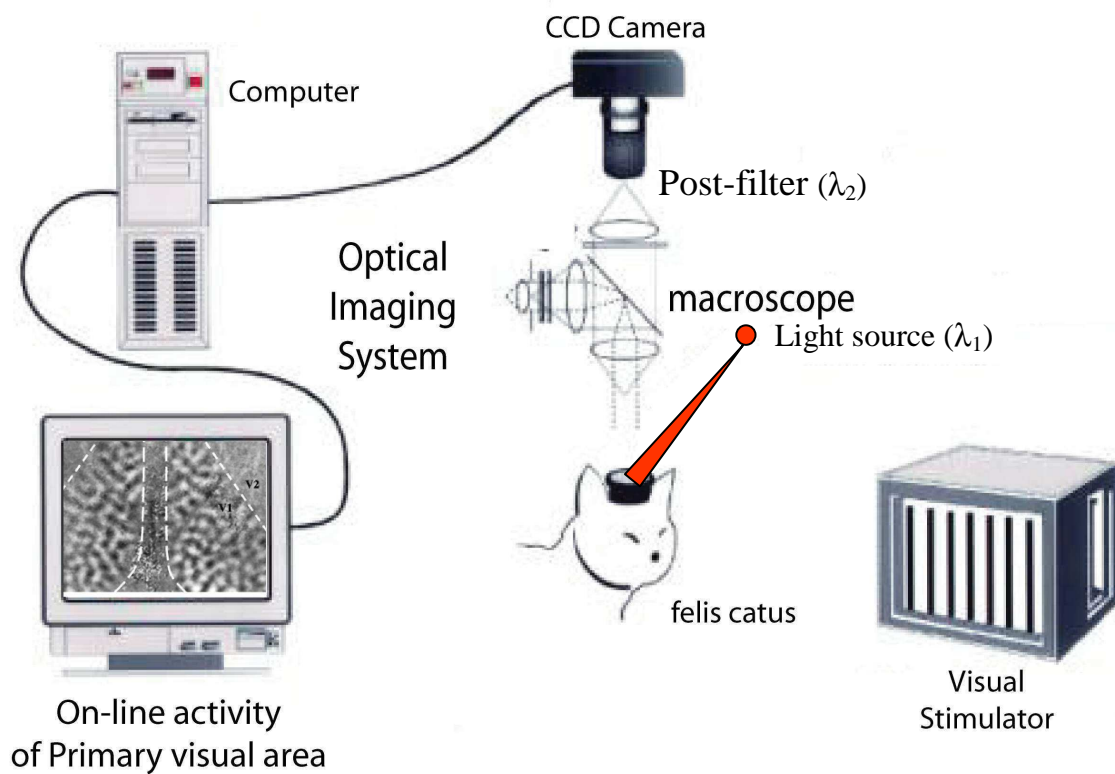 CCD Camera
Computer
Post-filter (λ₂)
Optical
Imaging
System
macroscope
Light source (λ₁)
V2
V1
felis catus
Visual
Stimulator
On-line activity
of Primary visual area